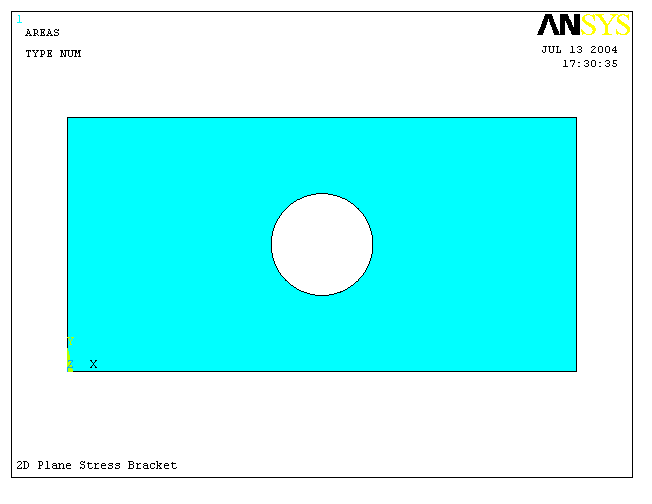 1
AREAS
TYPE NUM
ANSYS
JUL 13 2004
17:30:35
Y
Z X
2D Plane Stress Bracket